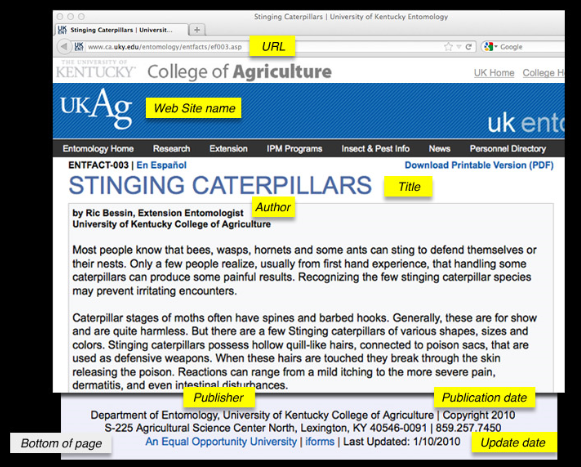 Stinging Caterpillars | University of Kentucky Entomology
UK Stinging Caterpillars | Universit...
+
UK www.ca.uky.edu/entomology/entfacts/ef003.asp
Google
URL
THE UNIVERSITY OF
KENTUCKY College of Agriculture
UK Home College H
UKAg
Web Site name
uk ento
Entomology Home Research Extension IPM Programs Insect & Pest Info News Personnel Directory
ENTFACT-003 | En Español Download Printable Version (PDF)
STINGING CATERPILLARS
Title
Author
by Ric Bessin, Extension Entomologist
University of Kentucky College of Agriculture
Most people know that bees, wasps, hornets and some ants can sting to defend themselves or
their nests. Only a few people realize, usually from first hand experience, that handling some
caterpillars can produce some painful results. Recognizing the few stinging caterpillar species
may prevent irritating encounters.
Caterpillar stages of moths often have spines and barbed hooks. Generally, these are for show
and are quite harmless. But there are a few Stinging caterpillars of various shapes, sizes and
colors. Stinging caterpillars possess hollow quill-like hairs, connected to poison sacs, that are
used as defensive weapons. When these hairs are touched they break through the skin
releasing the poison. Reactions can range from a mild itching to the more severe pain,
dermatitis, and even intestinal disturbances.
Publisher
Publication date
Department of Entomology, University of Kentucky College of Agriculture | Copyright 2010
S-225 Agricultural Science Center North, Lexington, KY 40546-0091 | 859.257.7450
Bottom of page
An Equal Opportunity University | iforms | Last Updated: 1/10/2010
Update date